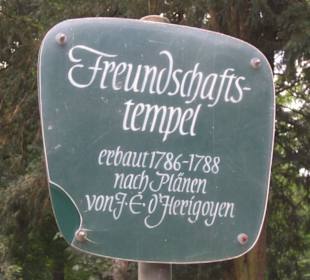 Freundschafts-
tempel
erbaut 1786-1788
nach Plänen
von J. E. d'Herigoyen